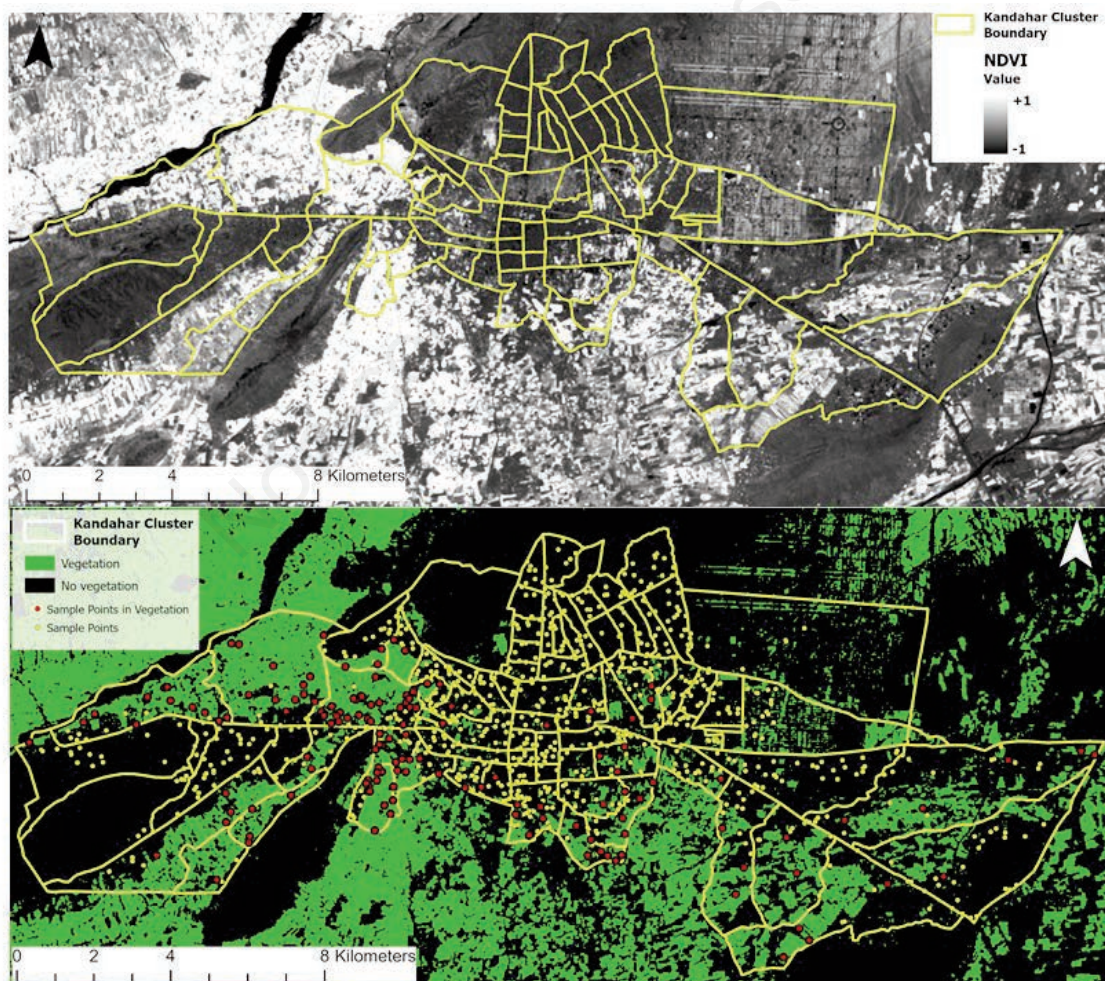 Kandahar Cluster
Boundary
NDVI
Value
+1
-1
0 2 4 8 Kilometers
Kandahar Cluster
Boundary
Vegetation
No vegetation
Sample Points in Vegetation
Sample Points
0 2 4 8 Kilometers